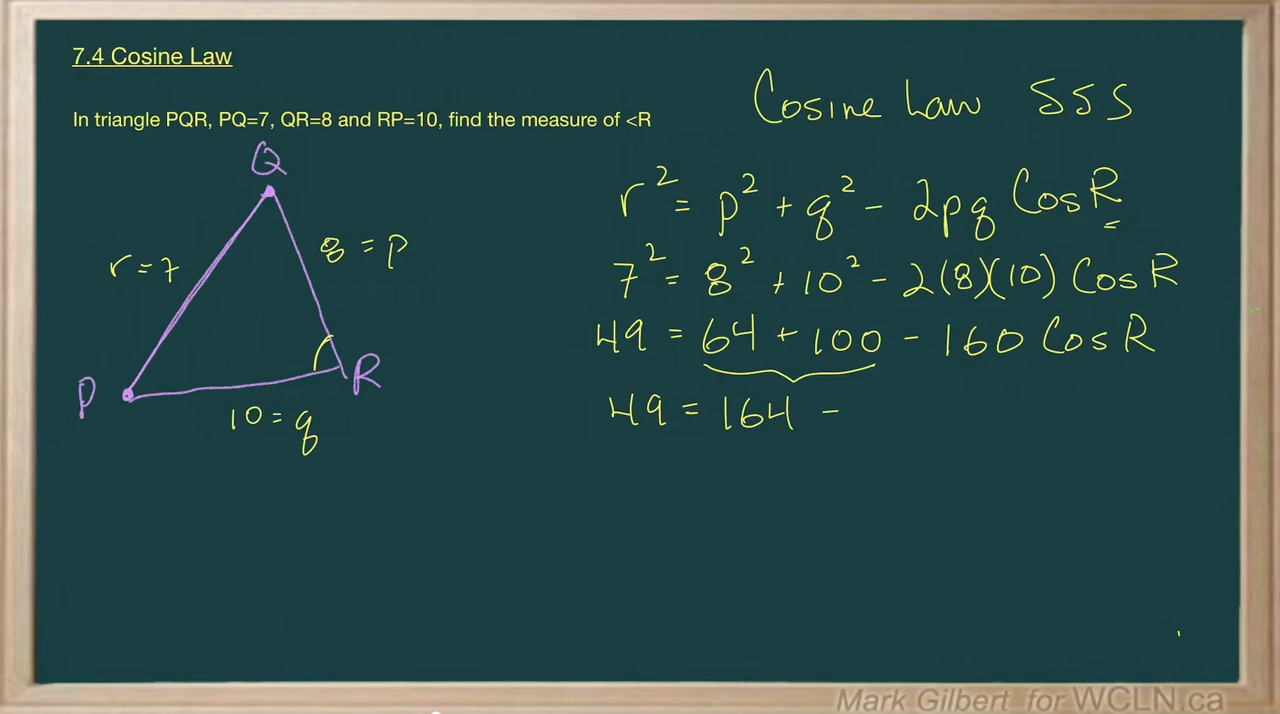 7.4 Cosine Law
Cosine Law SSS
In triangle PQR, PQ=7, QR=8 and RP=10, find the measure of <R
Q
r = 7
8 = p
P
R
10 = q
r² = p² + q² - 2pq Cos R
7² = 8² + 10² - 2(8)(10) Cos R
49 = 64 + 100 - 160 Cos R
49 = 164 -
Mark Gilbert for WCLN.ca